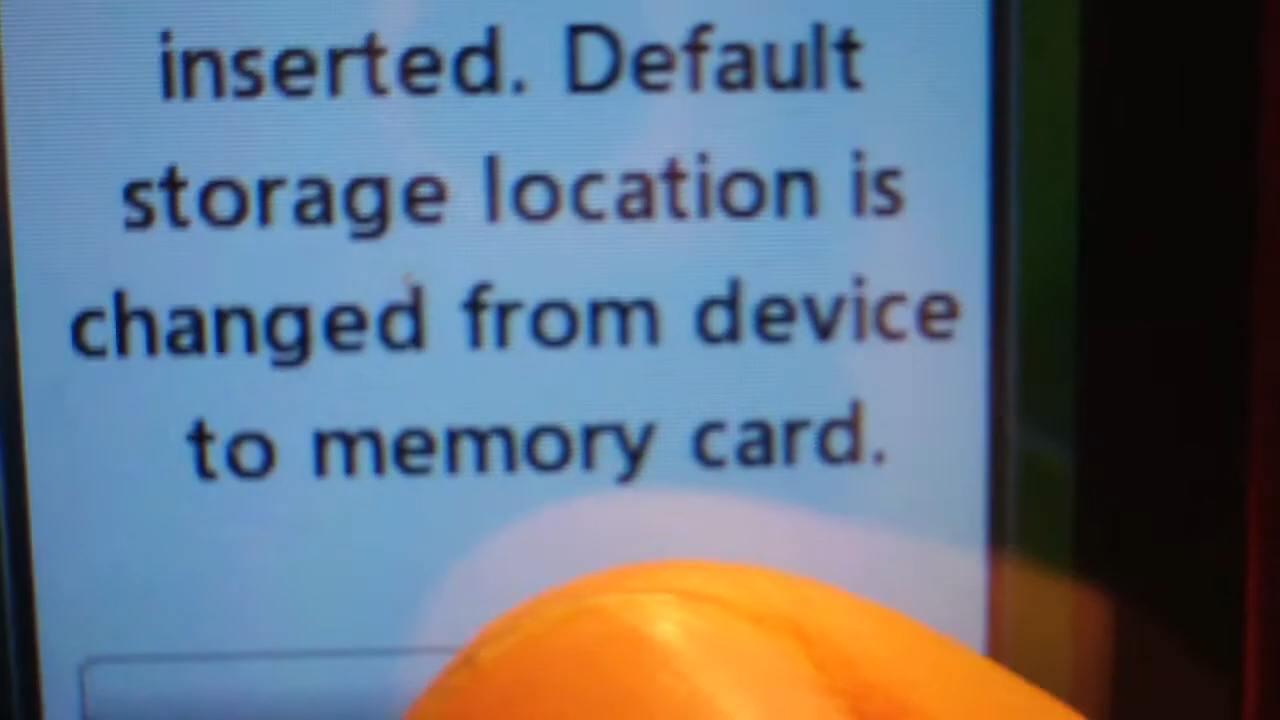 inserted. Default
storage location is
changed from device
to memory card.